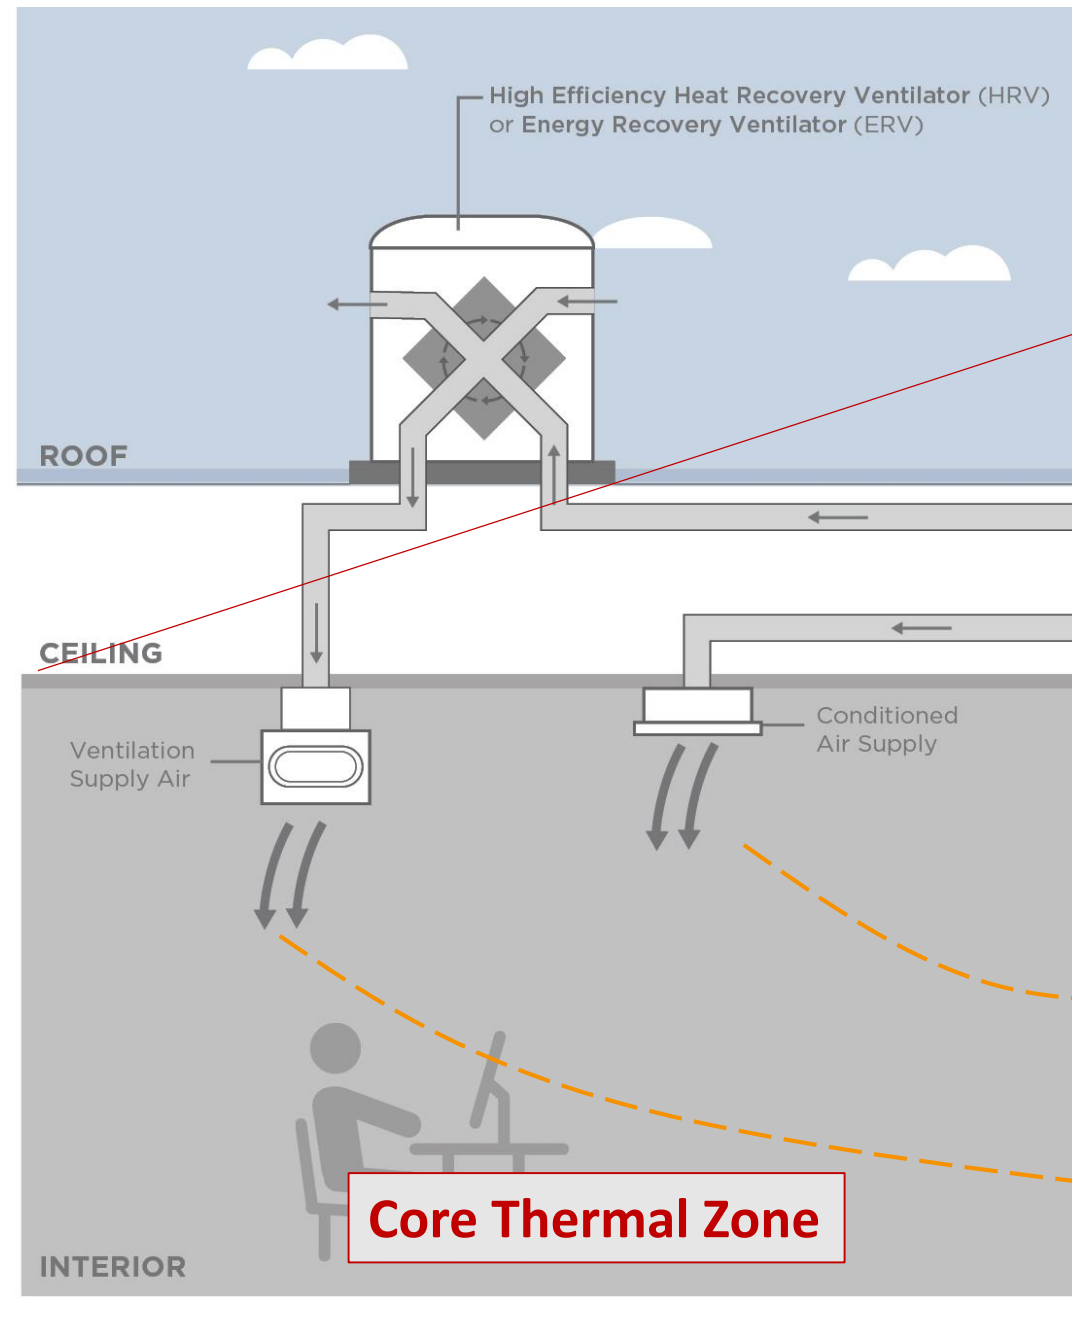 High Efficiency Heat Recovery Ventilator (HRV)
or Energy Recovery Ventilator (ERV)
ROOF
CEILING
Ventilation
Supply Air
Conditioned
Air Supply
Core Thermal Zone
INTERIOR